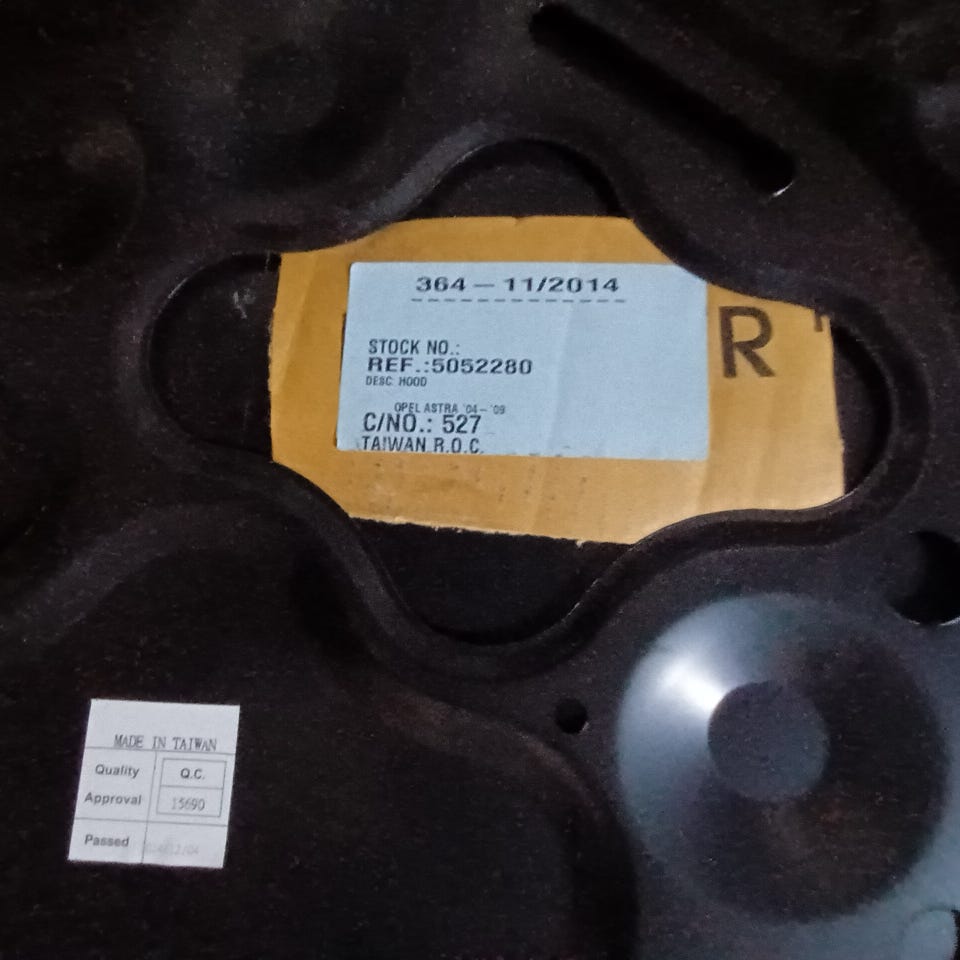 364 — 11/2014
STOCK NO.:
REF.:5052280
DESC. HOOD
OPEL ASTRA '04-'09
C/NO.: 527
TAIWAN R.O.C.
R
MADE IN TAIWAN
Quality
Approval
Q.C.
15690
Passed